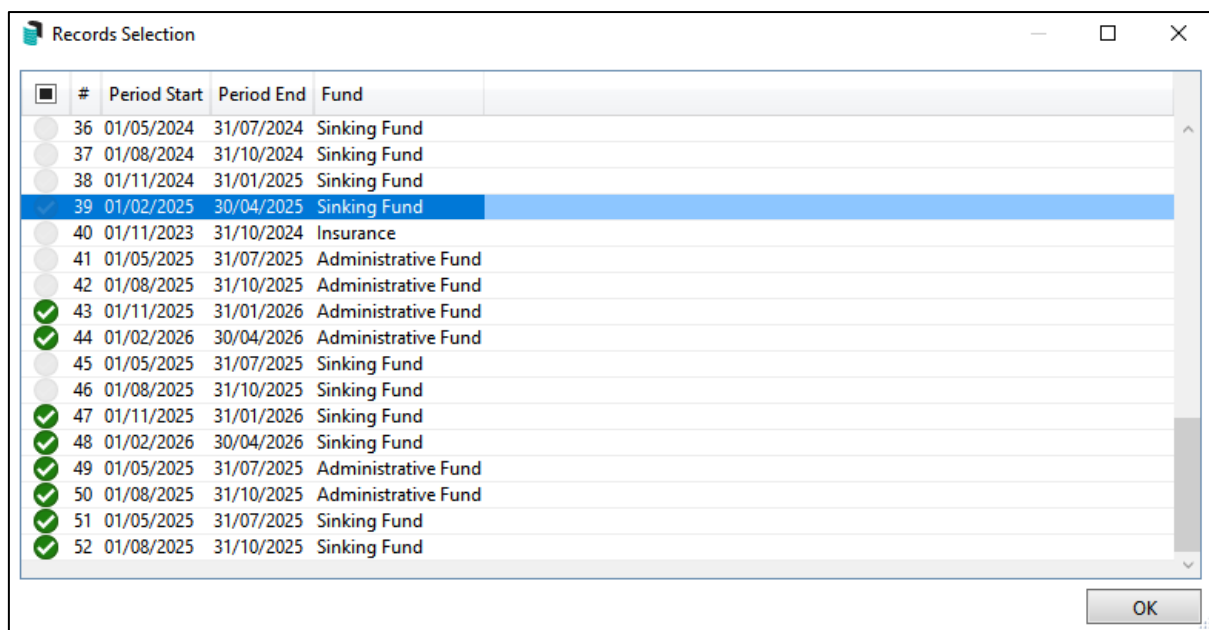 Records Selection
# Period Start Period End Fund
36 01/05/2024 31/07/2024 Sinking Fund
37 01/08/2024 31/10/2024 Sinking Fund
38 01/11/2024 31/01/2025 Sinking Fund
39 01/02/2025 30/04/2025 Sinking Fund
40 01/11/2023 31/10/2024 Insurance
41 01/05/2025 31/07/2025 Administrative Fund
42 01/08/2025 31/10/2025 Administrative Fund
43 01/11/2025 31/01/2026 Administrative Fund
44 01/02/2026 30/04/2026 Administrative Fund
45 01/05/2025 31/07/2025 Sinking Fund
46 01/08/2025 31/10/2025 Sinking Fund
47 01/11/2025 31/01/2026 Sinking Fund
48 01/02/2026 30/04/2026 Sinking Fund
49 01/05/2025 31/07/2025 Administrative Fund
50 01/08/2025 31/10/2025 Administrative Fund
51 01/05/2025 31/07/2025 Sinking Fund
52 01/08/2025 31/10/2025 Sinking Fund
OK